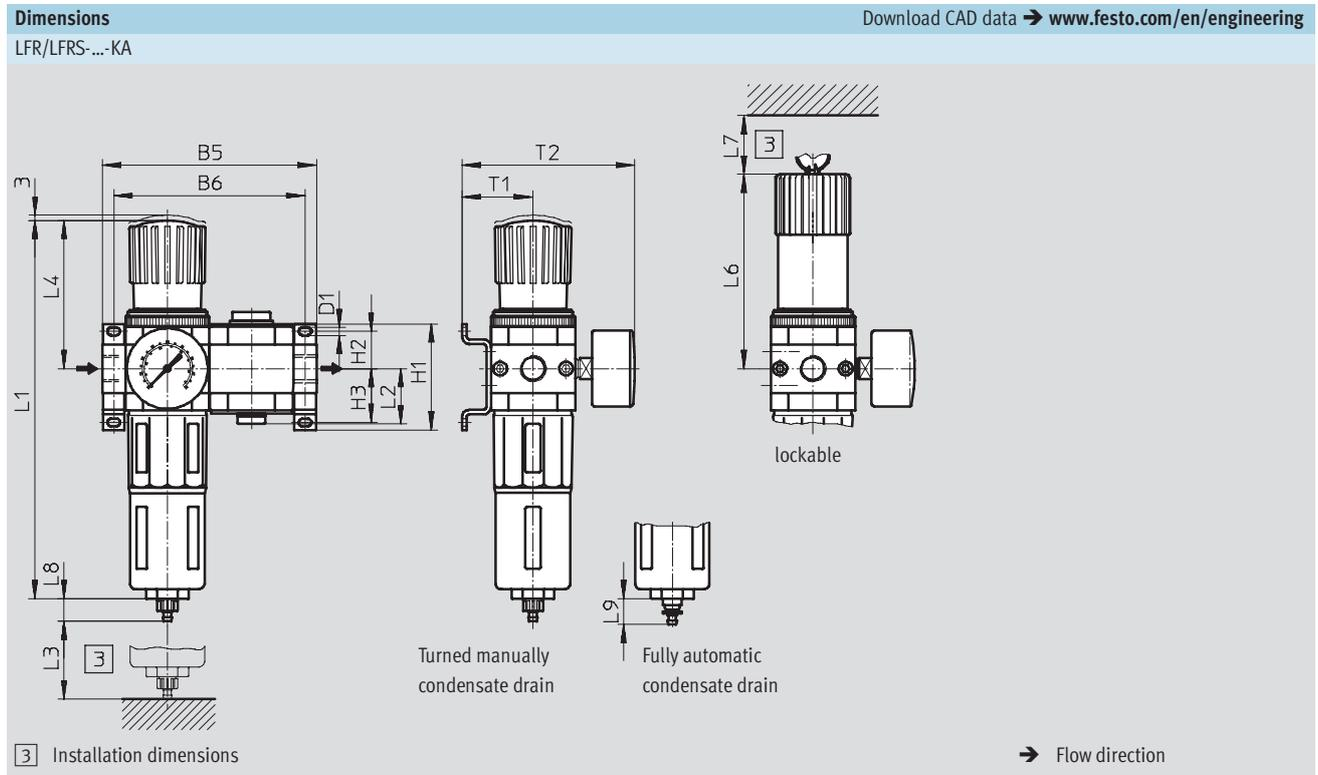 Dimensions
Download CAD data ➔ www.festo.com/en/engineering
LFR/LFRS-...-KA
B5
B6
3
L4
L1
D1
H2
H1
H3
L2
L8
L3
3
T2
T1
L9
L7
3
L6
lockable
Turned manually
condensate drain
Fully automatic
condensate drain
3 Installation dimensions
➔ Flow direction